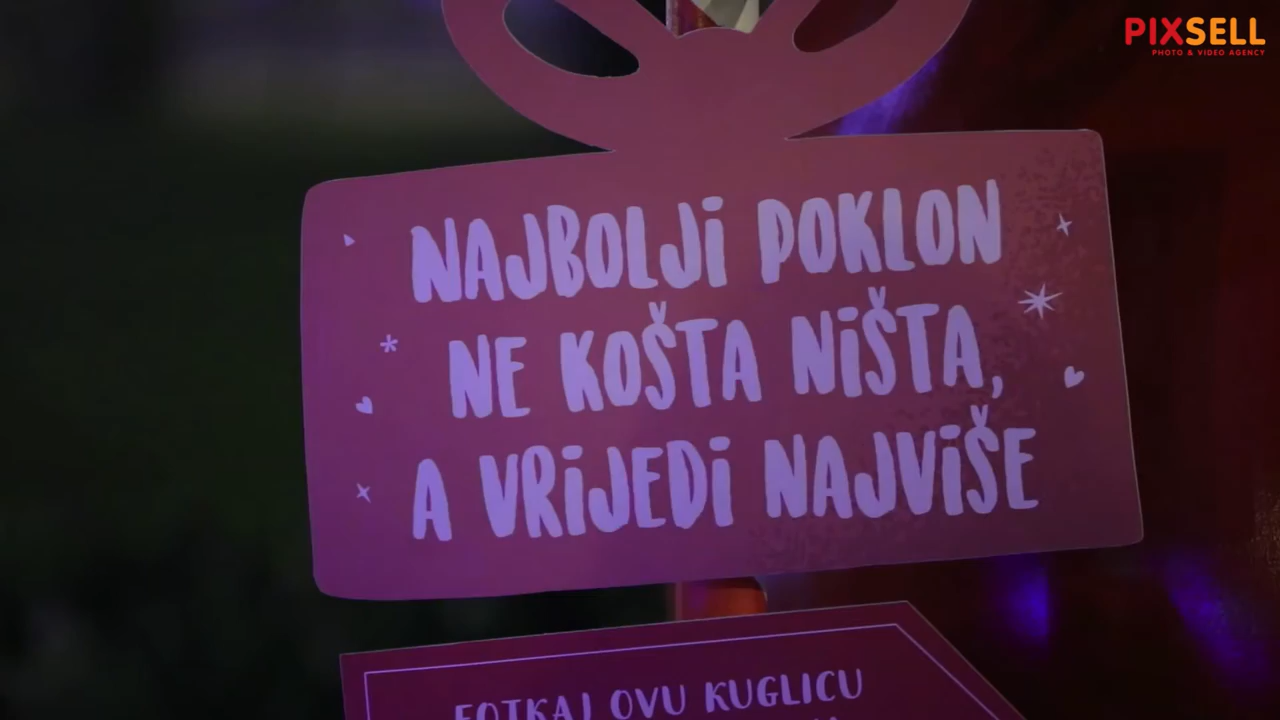 PIXSELL
PHOTO & VIDEO AGENCY
NAJBOLJI POKLON
NE KOŠTA NIŠTA,
A VRIJEDI NAJVIŠE
FOTKAJ OVU KUGLICU